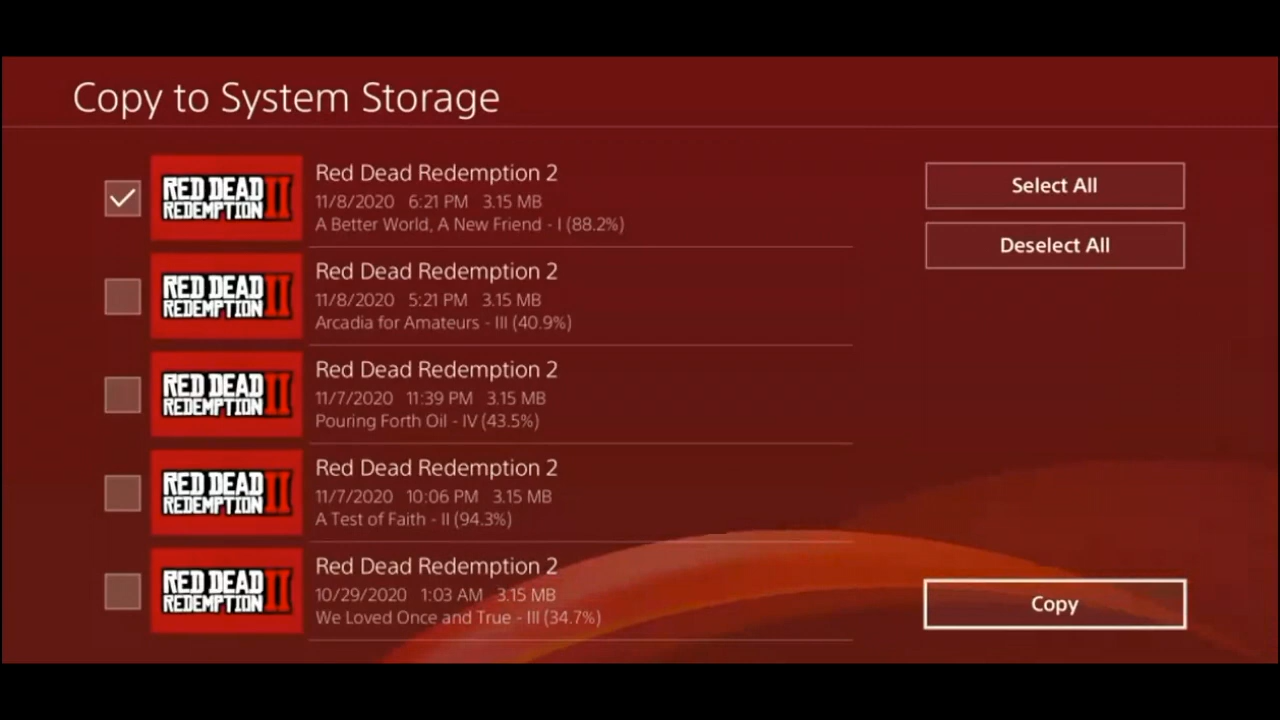 Copy to System Storage
RED DEAD
REDEMPTION II
Red Dead Redemption 2
11/8/2020 6:21 PM 3.15 MB
A Better World, A New Friend - I (88.2%)
RED DEAD
REDEMPTION II
Red Dead Redemption 2
11/8/2020 5:21 PM 3.15 MB
Arcadia for Amateurs - III (40.9%)
RED DEAD
REDEMPTION II
Red Dead Redemption 2
11/7/2020 11:39 PM 3.15 MB
Pouring Forth Oil - IV (43.5%)
RED DEAD
REDEMPTION II
Red Dead Redemption 2
11/7/2020 10:06 PM 3.15 MB
A Test of Faith - II (94.3%)
RED DEAD
REDEMPTION II
Red Dead Redemption 2
10/29/2020 1:03 AM 3.15 MB
We Loved Once and True - III (34.7%)
Select All
Deselect All
Copy